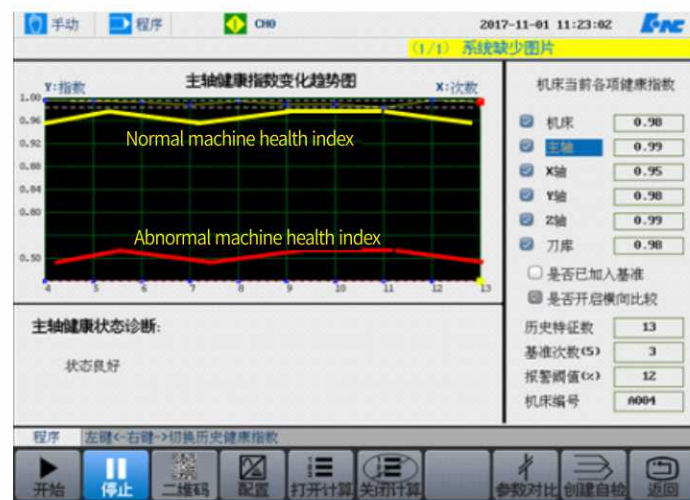 手动 程序 CH0 2017-11-01 11:23:02
(1/1) 系统缺少图片
Y:指数 主轴健康指数变化趋势图 X:次数
1.00
0.96
0.92
0.88
0.84
0.80
0.50
Normal machine health index
Abnormal machine health index
4 5 6 7 8 9 10 11 12 13
机床当前各项健康指数
机床 0.98
主轴 0.99
X轴 0.95
Y轴 0.98
Z轴 0.99
刀库 0.98
是否已加入基准
是否开启横向比较
历史特征数 13
基准次数(S) 3
报警阈值(%) 12
机床编号 A004
主轴健康状态诊断:
状态良好
程序 左键<-右键->切换历史健康指数
开始 停止 二维码 配置 打开计算 关闭计算 参数对比 创建自检 返回